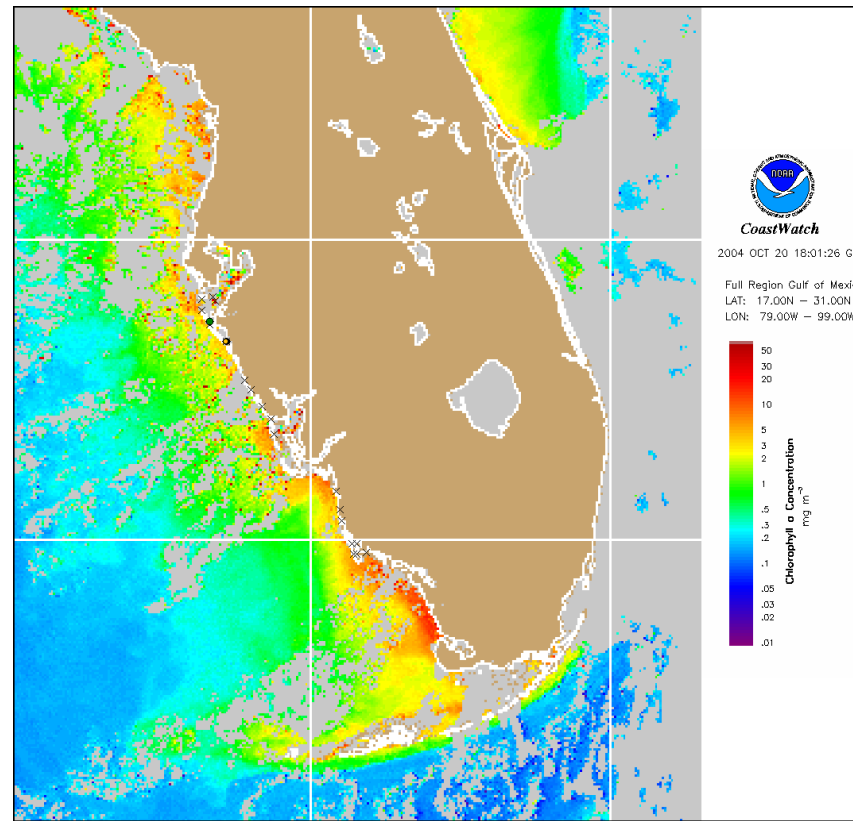 NOAA
CoastWatch
2004 OCT 20 18:01:26 G
Full Region Gulf of Mexi
LAT: 17.00N – 31.00N
LON: 79.00W – 99.00W
50
30
20
10
5
3
2
1
.5
.3
.2
.1
.05
.03
.02
.01
Chlorophyll a Concentration
mg m⁻³